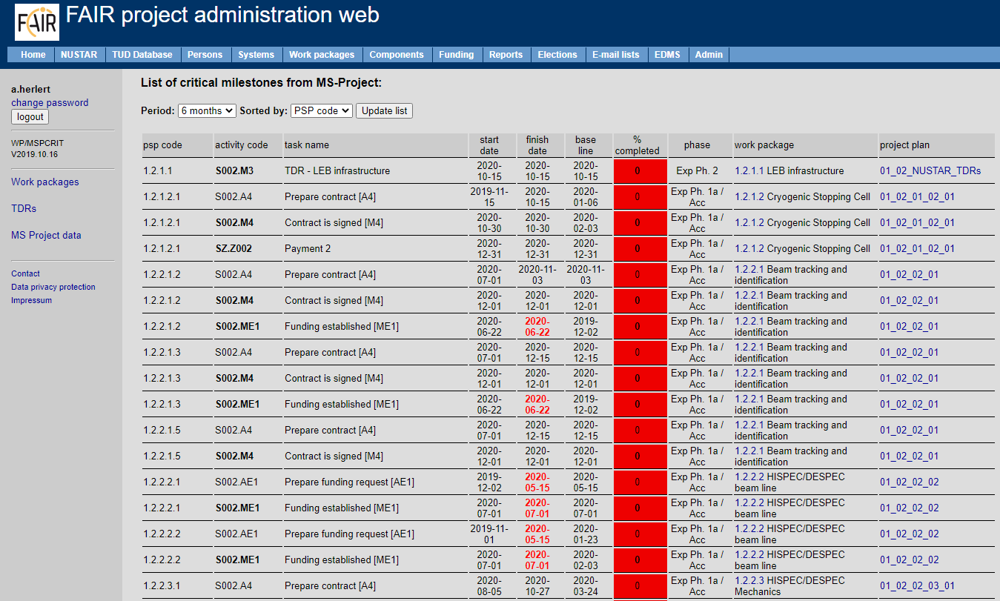 FAIR
FAIR project administration web
Home NUSTAR TUD Database Persons Systems Work packages Components Funding Reports Elections E-mail lists EDMS Admin
a.herlert
change password
logout
WP/MSPCRIT
V2019.10.16
Work packages
TDRs
MS Project data
Contact
Data privacy protection
Impressum
List of critical milestones from MS-Project:
Period: 6 months Sorted by: PSP code Update list
psp code activity code task name start date finish date base line % completed phase work package project plan
1.2.1.1 S002.M3 TDR - LEB infrastructure 2020-10-15 2020-10-15 2020-10-15 0 Exp Ph. 2 1.2.1.1 LEB infrastructure 01_02_NUSTAR_TDRs
1.2.1.2.1 S002.A4 Prepare contract [A4] 2019-11-15 2020-10-15 2020-01-06 0 Exp Ph. 1a / Acc 1.2.1.2 Cryogenic Stopping Cell 01_02_01_02_01
1.2.1.2.1 S002.M4 Contract is signed [M4] 2020-10-30 2020-10-30 2020-02-03 0 Exp Ph. 1a / Acc 1.2.1.2 Cryogenic Stopping Cell 01_02_01_02_01
1.2.1.2.1 SZ.Z002 Payment 2 2020-12-31 2020-12-31 2020-12-31 0 Exp Ph. 1a / Acc 1.2.1.2 Cryogenic Stopping Cell 01_02_01_02_01
1.2.2.1.2 S002.A4 Prepare contract [A4] 2020-07-01 2020-11-03 2020-11-03 0 Exp Ph. 1a / Acc 1.2.2.1 Beam tracking and identification 01_02_02_01
1.2.2.1.2 S002.M4 Contract is signed [M4] 2020-12-01 2020-12-01 2020-12-01 0 Exp Ph. 1a / Acc 1.2.2.1 Beam tracking and identification 01_02_02_01
1.2.2.1.2 S002.ME1 Funding established [ME1] 2020-06-22 2020-06-22 2019-12-02 0 Exp Ph. 1a / Acc 1.2.2.1 Beam tracking and identification 01_02_02_01
1.2.2.1.3 S002.A4 Prepare contract [A4] 2020-07-01 2020-12-15 2020-12-15 0 Exp Ph. 1a / Acc 1.2.2.1 Beam tracking and identification 01_02_02_01
1.2.2.1.3 S002.M4 Contract is signed [M4] 2020-12-01 2020-12-01 2020-12-01 0 Exp Ph. 1a / Acc 1.2.2.1 Beam tracking and identification 01_02_02_01
1.2.2.1.3 S002.ME1 Funding established [ME1] 2020-06-22 2020-06-22 2019-12-02 0 Exp Ph. 1a / Acc 1.2.2.1 Beam tracking and identification 01_02_02_01
1.2.2.1.5 S002.A4 Prepare contract [A4] 2020-07-01 2020-12-15 2020-12-15 0 Exp Ph. 1a / Acc 1.2.2.1 Beam tracking and identification 01_02_02_01
1.2.2.1.5 S002.M4 Contract is signed [M4] 2020-12-01 2020-12-01 2020-12-01 0 Exp Ph. 1a / Acc 1.2.2.1 Beam tracking and identification 01_02_02_01
1.2.2.2.1 S002.AE1 Prepare funding request [AE1] 2019-12-02 2020-05-15 2020-05-15 0 Exp Ph. 1a / Acc 1.2.2.2 HISPEC/DESPEC beam line 01_02_02_02
1.2.2.2.1 S002.ME1 Funding established [ME1] 2020-07-01 2020-07-01 2020-07-01 0 Exp Ph. 1a / Acc 1.2.2.2 HISPEC/DESPEC beam line 01_02_02_02
1.2.2.2.2 S002.AE1 Prepare funding request [AE1] 2019-11-01 2020-05-15 2020-01-23 0 Exp Ph. 1a / Acc 1.2.2.2 HISPEC/DESPEC beam line 01_02_02_02
1.2.2.2.2 S002.ME1 Funding established [ME1] 2020-07-01 2020-07-01 2020-02-03 0 Exp Ph. 1a / Acc 1.2.2.2 HISPEC/DESPEC beam line 01_02_02_02
1.2.2.3.1 S002.A4 Prepare contract [A4] 2020-08-05 2020-10-27 2020-03-24 0 Exp Ph. 1a / Acc 1.2.2.3 HISPEC/DESPEC Mechanics 01_02_02_03_01